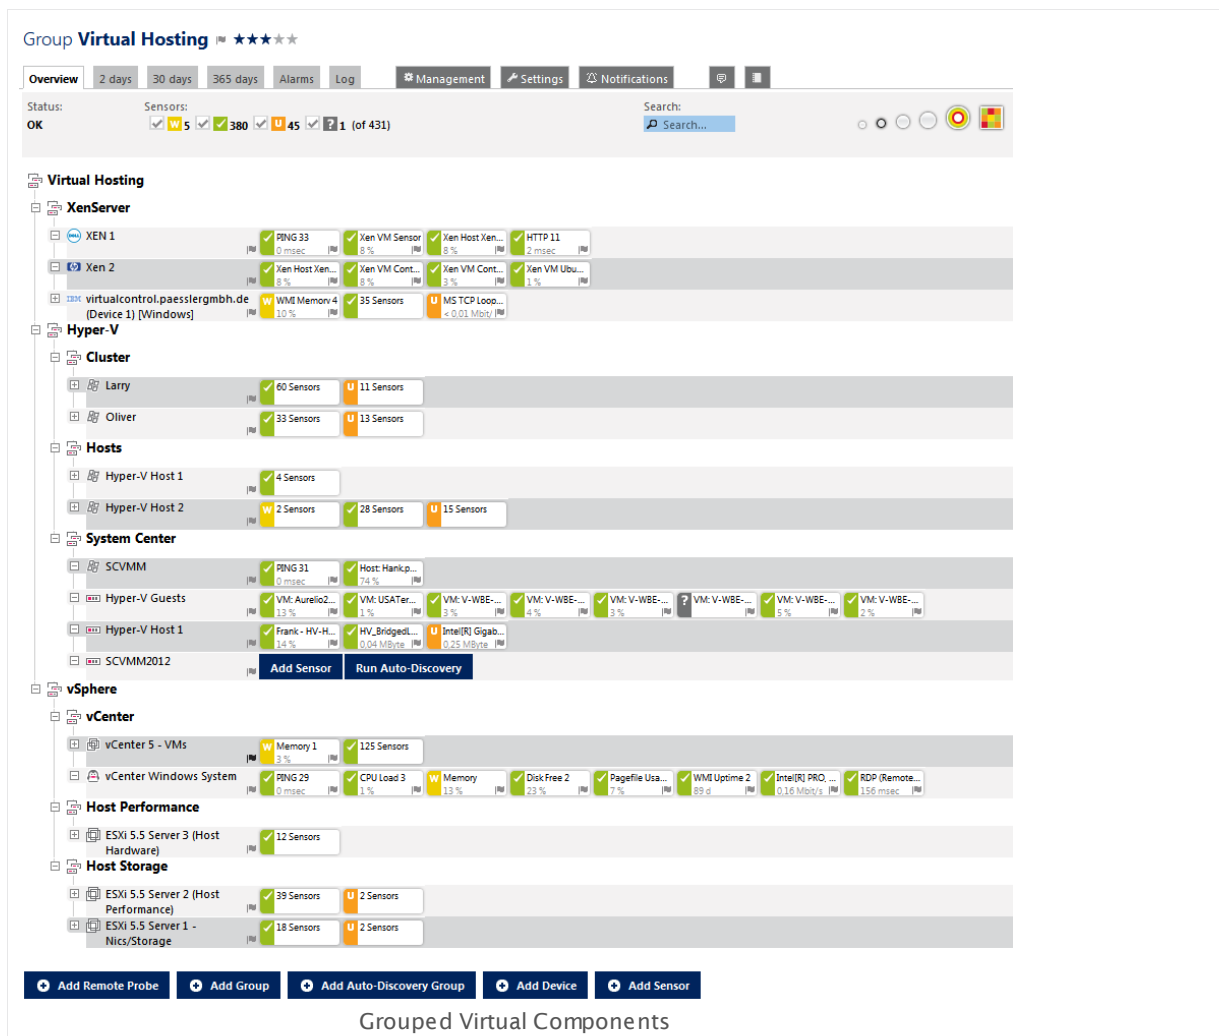 Group Virtual Hosting
Overview 2 days 30 days 365 days Alarms Log Management Settings Notifications
Status: Sensors: Search:
OK W 5 380 U 45 ? 1 (of 431) Search...
Virtual Hosting
XenServer
XEN 1 PING 33 Xen VM Sensor Xen Host Xen... HTTP 11
0 msec 8 % 8 % 2 msec
Xen 2 Xen Host Xen... Xen VM Cont... Xen VM Cont... Xen VM Ubu...
8 % 8 % 3 % 1 %
IBM virtualcontrol.paesslergmbh.de W WMI Memory 4 35 Sensors U MS TCP Loop...
(Device 1) [Windows] 10 % < 0,01 Mbit/
Hyper-V
Cluster
Larry 60 Sensors U 11 Sensors
Oliver 33 Sensors U 13 Sensors
Hosts
Hyper-V Host 1 4 Sensors
Hyper-V Host 2 W 2 Sensors 28 Sensors U 15 Sensors
System Center
SCVMM PING 31 Host: Hank.p...
0 msec 74 %
Hyper-V Guests VM: Aurelio2... VM: USATer... VM: V-WBE-... VM: V-WBE-... VM: V-WBE-... ? VM: V-WBE-... VM: V-WBE-... VM: V-WBE-...
13 % 1 % 3 % 4 % 3 % 5 % 2 %
Hyper-V Host 1 Frank - HV-H... HV_BridgedL... U Intel[R] Gigab...
14 % 0,04 MByte 0,25 MByte
SCVMM2012 Add Sensor Run Auto-Discovery
vSphere
vCenter
vCenter 5 - VMs W Memory 1 125 Sensors
3 %
vCenter Windows System PING 29 CPU Load 3 W Memory Disk Free 2 Pagefile Usa... WMI Uptime 2 Intel[R] PRO, ... RDP (Remote...
0 msec 1 % 13 % 23 % 7 % 89 d 0,16 Mbit/s 156 msec
Host Performance
ESXi 5.5 Server 3 (Host 12 Sensors
Hardware)
Host Storage
ESXi 5.5 Server 2 (Host 39 Sensors U 2 Sensors
Performance)
ESXi 5.5 Server 1 - 18 Sensors U 2 Sensors
Nics/Storage
Add Remote Probe Add Group Add Auto-Discovery Group Add Device Add Sensor
Grouped Virtual Components